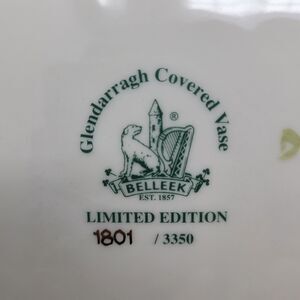 Glendarragh Covered Vase
®
BELLEEK
EST. 1857
LIMITED EDITION
1801 / 3350